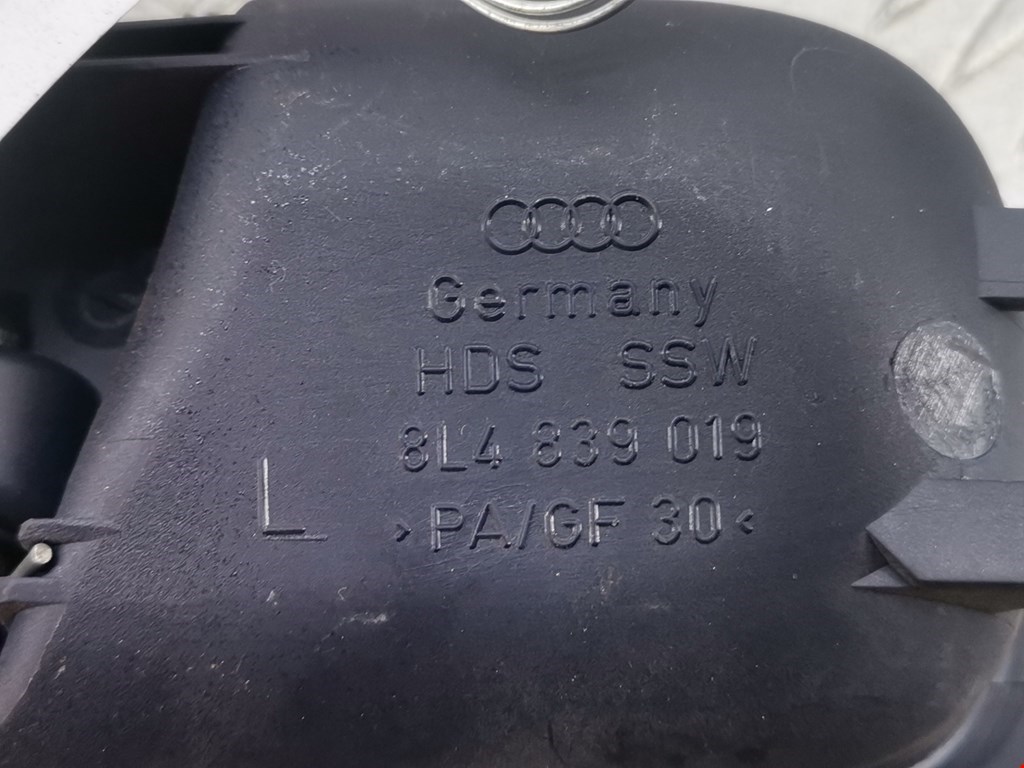 Germany
HDS SSW
8L4 839 019
L >PA/GF 30<